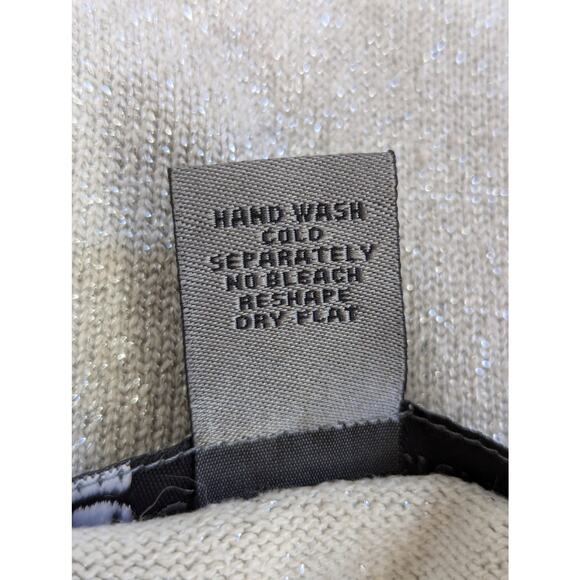 HAND WASH
COLD
SEPARATELY
NO BLEACH
RESHAPE
DRY FLAT